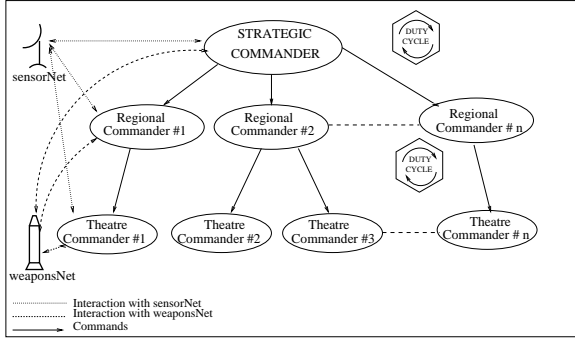 STRATEGIC
COMMANDER
DUTY
CYCLE
sensorNet
Regional
Commander #1
Regional
Commander #2
Regional
Commander # n
DUTY
CYCLE
Theatre
Commander #1
Theatre
Commander #2
Theatre
Commander #3
Theatre
Commander # n
weaponsNet
Interaction with sensorNet
Interaction with weaponsNet
Commands